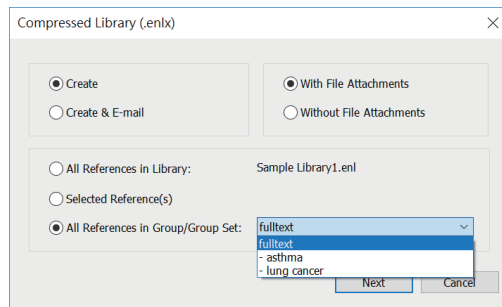 Compressed Library (.enlx)
Create
With File Attachments
Create & E-mail
Without File Attachments
All References in Library:
Sample Library1.enl
Selected Reference(s)
All References in Group/Group Set:
fulltext
fulltext
- asthma
- lung cancer
Next
Cancel